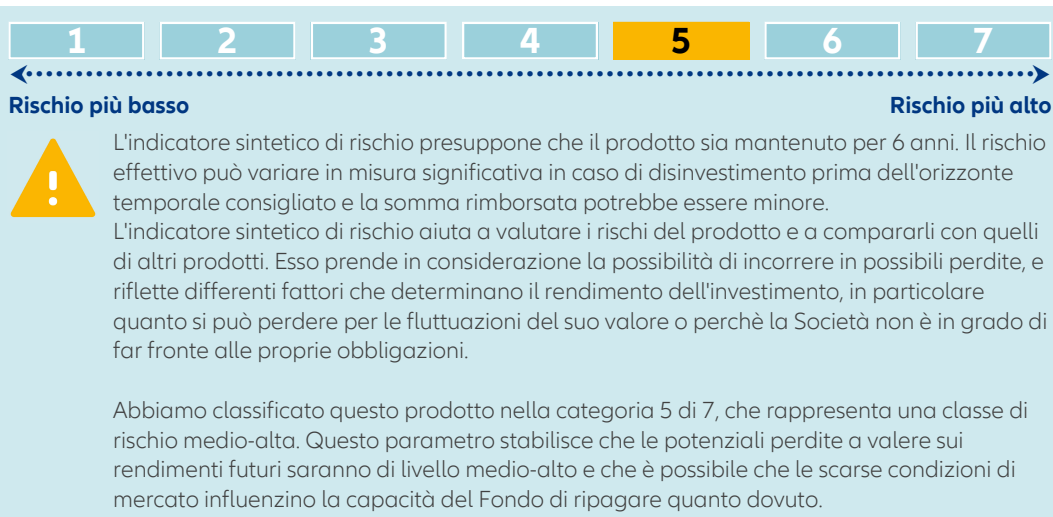 1 2 3 4 5 6 7
Rischio più basso Rischio più alto
!
L'indicatore sintetico di rischio presuppone che il prodotto sia mantenuto per 6 anni. Il rischio
effettivo può variare in misura significativa in caso di disinvestimento prima dell'orizzonte
temporale consigliato e la somma rimborsata potrebbe essere minore.
L'indicatore sintetico di rischio aiuta a valutare i rischi del prodotto e a compararli con quelli
di altri prodotti. Esso prende in considerazione la possibilità di incorrere in possibili perdite, e
riflette differenti fattori che determinano il rendimento dell'investimento, in particolare
quanto si può perdere per le fluttuazioni del suo valore o perchè la Società non è in grado di
far fronte alle proprie obbligazioni.
Abbiamo classificato questo prodotto nella categoria 5 di 7, che rappresenta una classe di
rischio medio-alta. Questo parametro stabilisce che le potenziali perdite a valere sui
rendimenti futuri saranno di livello medio-alto e che è possibile che le scarse condizioni di
mercato influenzino la capacità del Fondo di ripagare quanto dovuto.